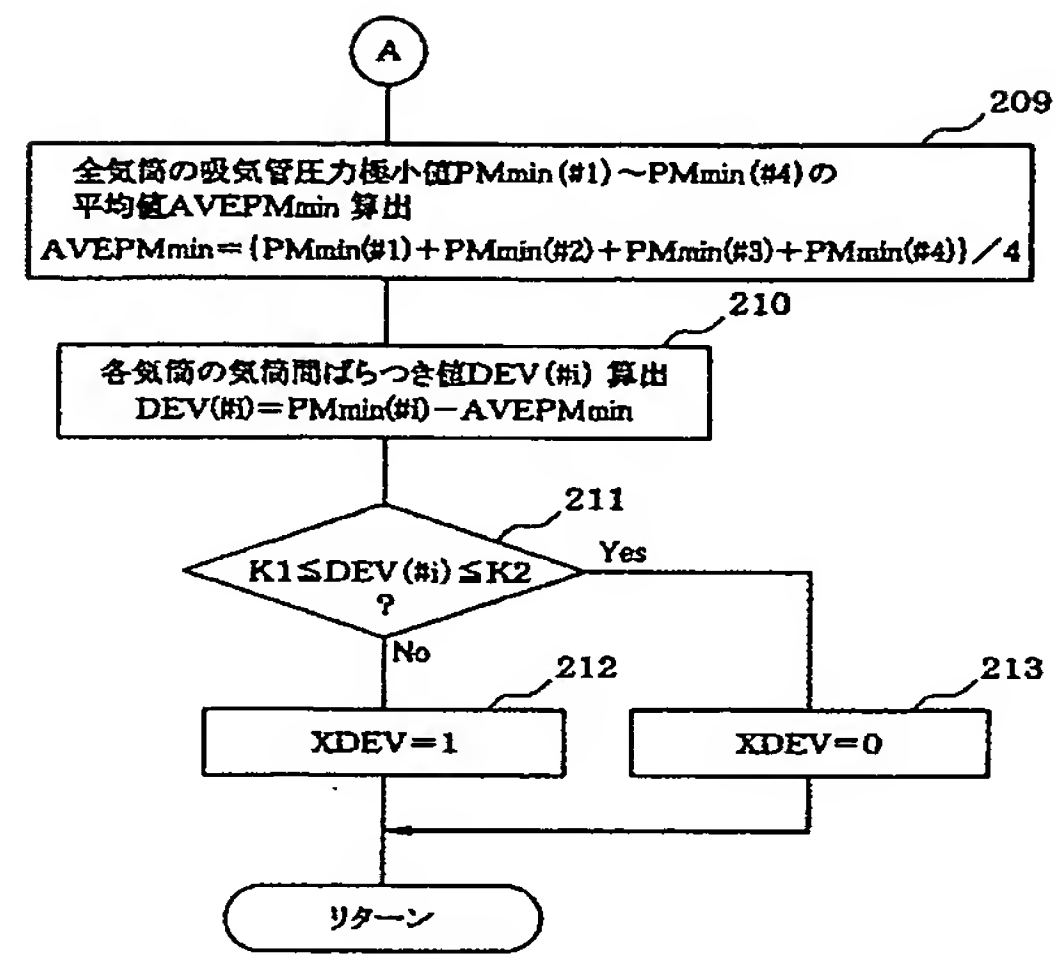 A
209
全気筒の吸気管圧力極小値PMmin(#1)～PMmin(#4)の
平均値AVEPMmin 算出
AVEPMmin＝{PMmin(#1)＋PMmin(#2)＋PMmin(#3)＋PMmin(#4)}／4
210
各気筒の気筒間ばらつき値DEV(#i) 算出
DEV(#i)＝PMmin(#i)－AVEPMmin
211
K1≦DEV(#i)≦K2
？
Yes
No
212
213
XDEV＝1
XDEV＝0
リターン